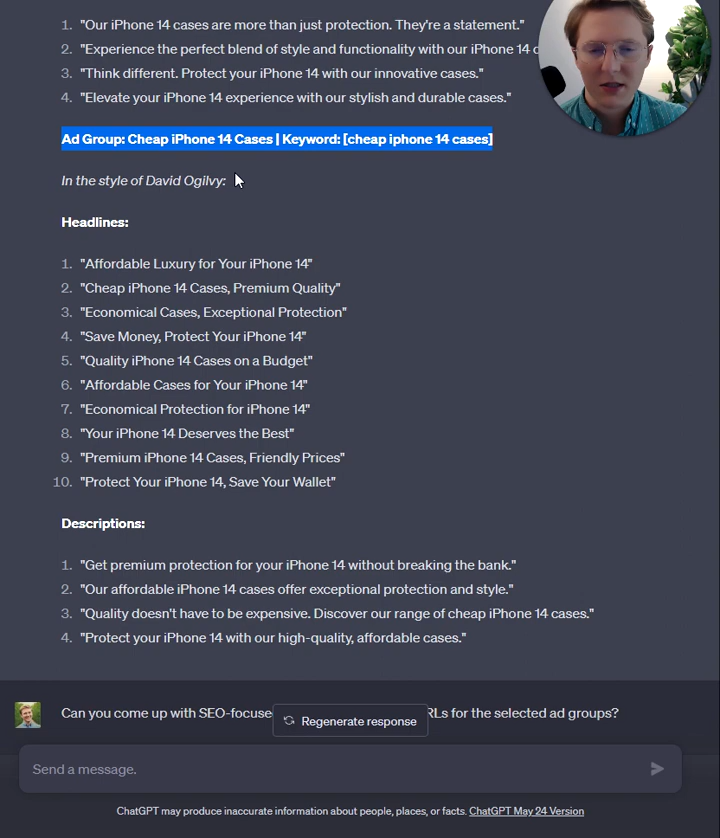 1. "Our iPhone 14 cases are more than just protection. They're a statement."
2. "Experience the perfect blend of style and functionality with our iPhone 14
3. "Think different. Protect your iPhone 14 with our innovative cases."
4. "Elevate your iPhone 14 experience with our stylish and durable cases."
Ad Group: Cheap iPhone 14 Cases | Keyword: [cheap iphone 14 cases]
In the style of David Ogilvy:
Headlines:
1. "Affordable Luxury for Your iPhone 14"
2. "Cheap iPhone 14 Cases, Premium Quality"
3. "Economical Cases, Exceptional Protection"
4. "Save Money, Protect Your iPhone 14"
5. "Quality iPhone 14 Cases on a Budget"
6. "Affordable Cases for Your iPhone 14"
7. "Economical Protection for iPhone 14"
8. "Your iPhone 14 Deserves the Best"
9. "Premium iPhone 14 Cases, Friendly Prices"
10. "Protect Your iPhone 14, Save Your Wallet"
Descriptions:
1. "Get premium protection for your iPhone 14 without breaking the bank."
2. "Our affordable iPhone 14 cases offer exceptional protection and style."
3. "Quality doesn't have to be expensive. Discover our range of cheap iPhone 14 cases."
4. "Protect your iPhone 14 with our high-quality, affordable cases."
Can you come up with SEO-focuse RLs for the selected ad groups?
Regenerate response
Send a message.
ChatGPT may produce inaccurate information about people, places, or facts. ChatGPT May 24 Version